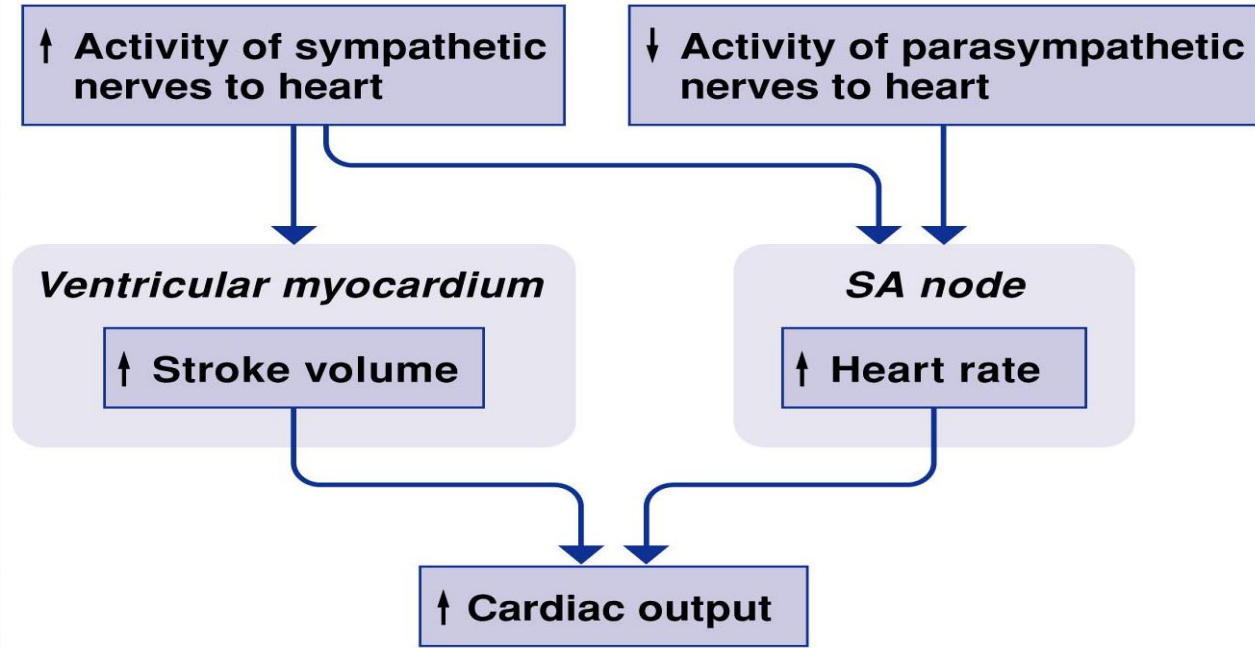 ↑ Activity of sympathetic
nerves to heart
↓ Activity of parasympathetic
nerves to heart
Ventricular myocardium
↑ Stroke volume
SA node
↑ Heart rate
↑ Cardiac output